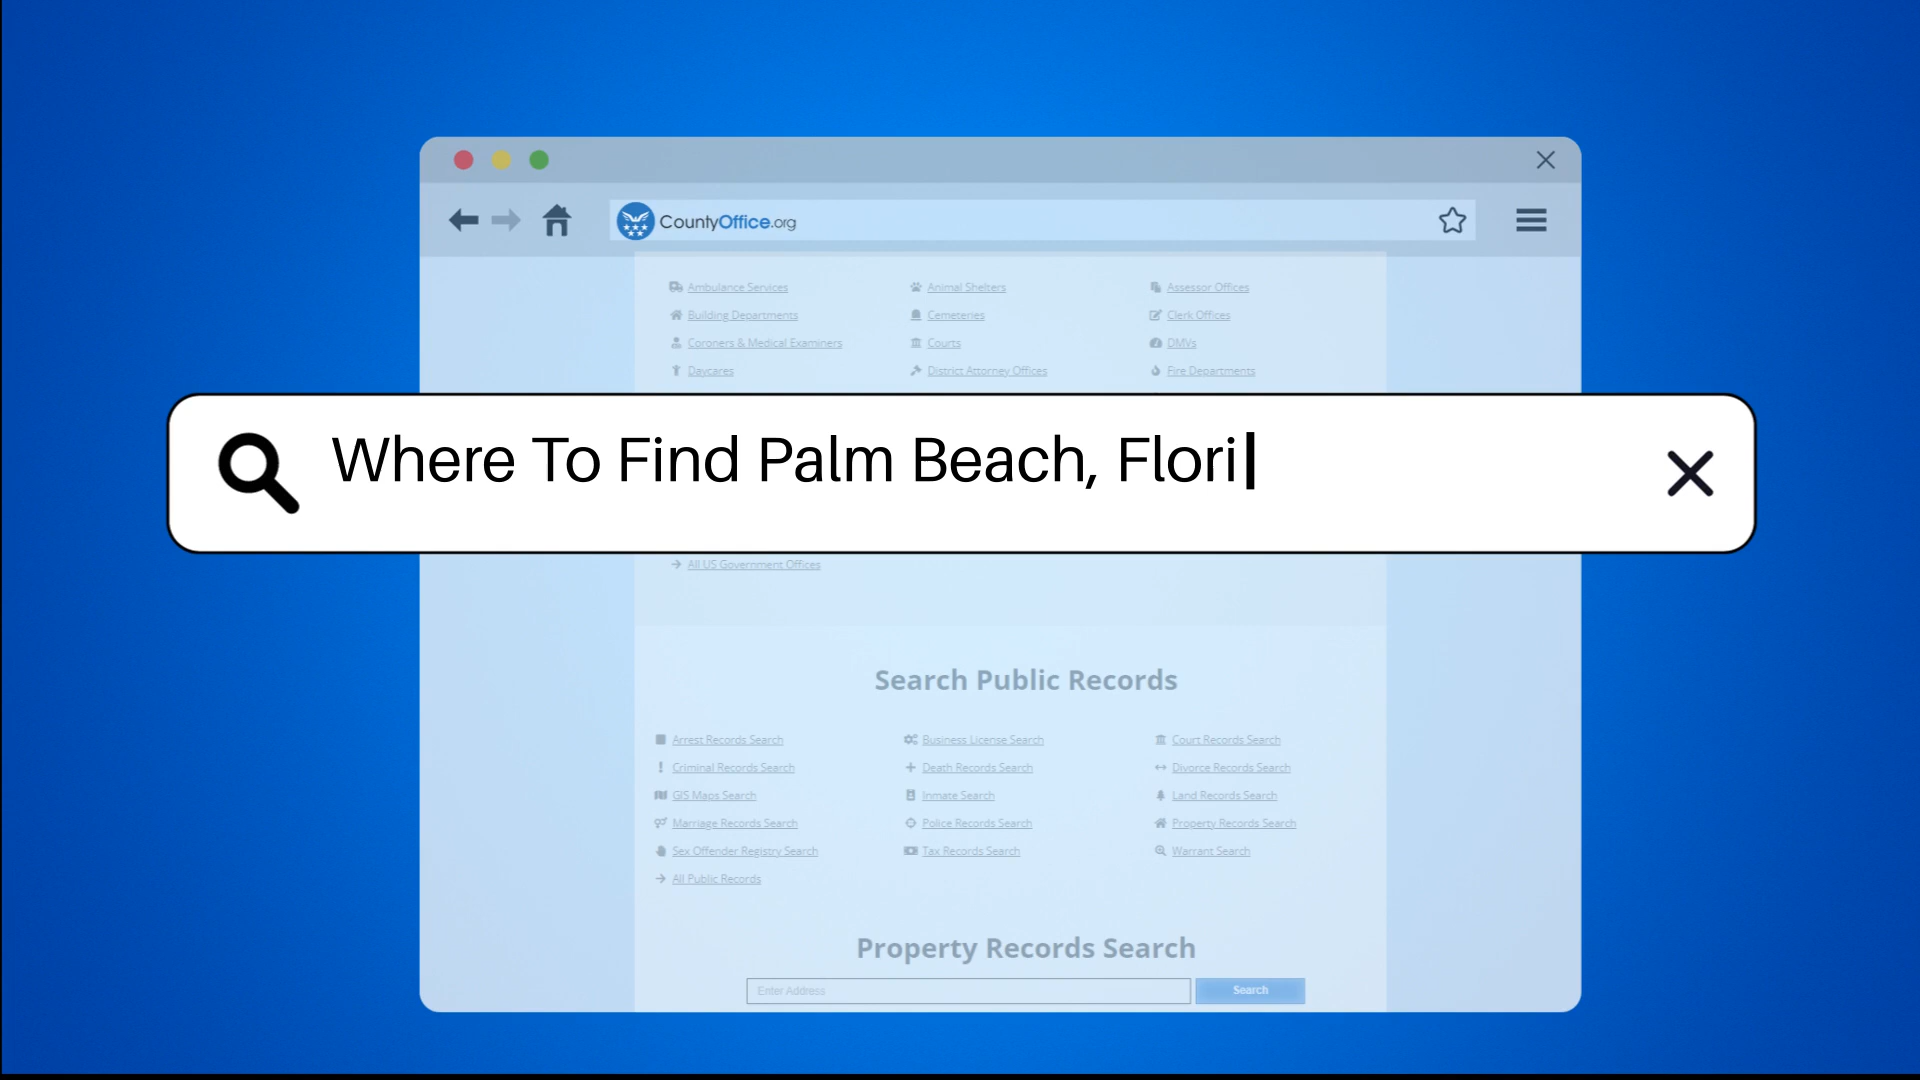 CountyOffice.org
Ambulance Services Animal Shelters Assessor Offices
Building Departments Cemeteries Clerk Offices
Coroners & Medical Examiners Courts DMVs
Daycares District Attorney Offices Fire Departments
Where To Find Palm Beach, Flori
All US Government Offices
Search Public Records
Arrest Records Search Business License Search Court Records Search
Criminal Records Search Death Records Search Divorce Records Search
GIS Maps Search Inmate Search Land Records Search
Marriage Records Search Police Records Search Property Records Search
Sex Offender Registry Search Tax Records Search Warrant Search
All Public Records
Property Records Search
Enter Address Search